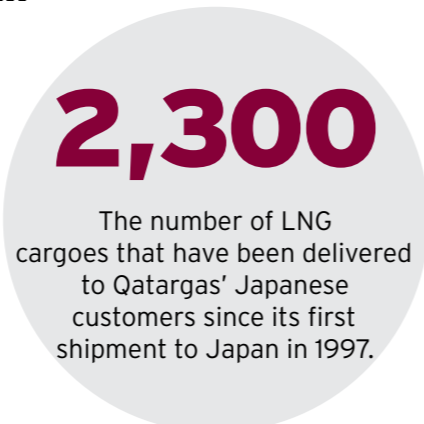 2,300
The number of LNG
cargoes that have been delivered
to Qatargas’ Japanese
customers since its first
shipment to Japan in 1997.